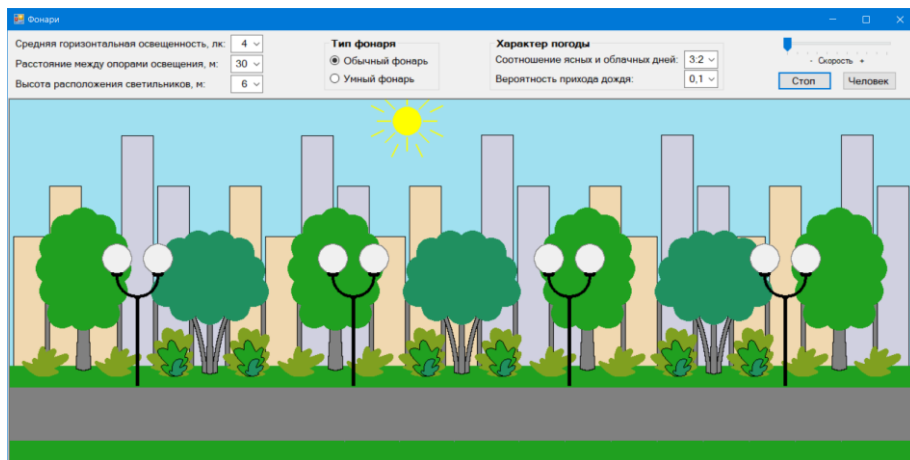 Фонари
Средняя горизонтальная освещенность, лк: 4
Расстояние между опорами освещения, м: 30
Высота расположения светильников, м: 6
Тип фонаря
Обычный фонарь
Умный фонарь
Характер погоды
Соотношение ясных и облачных дней: 3:2
Вероятность прихода дождя: 0,1
- Скорость +
Стоп Человек